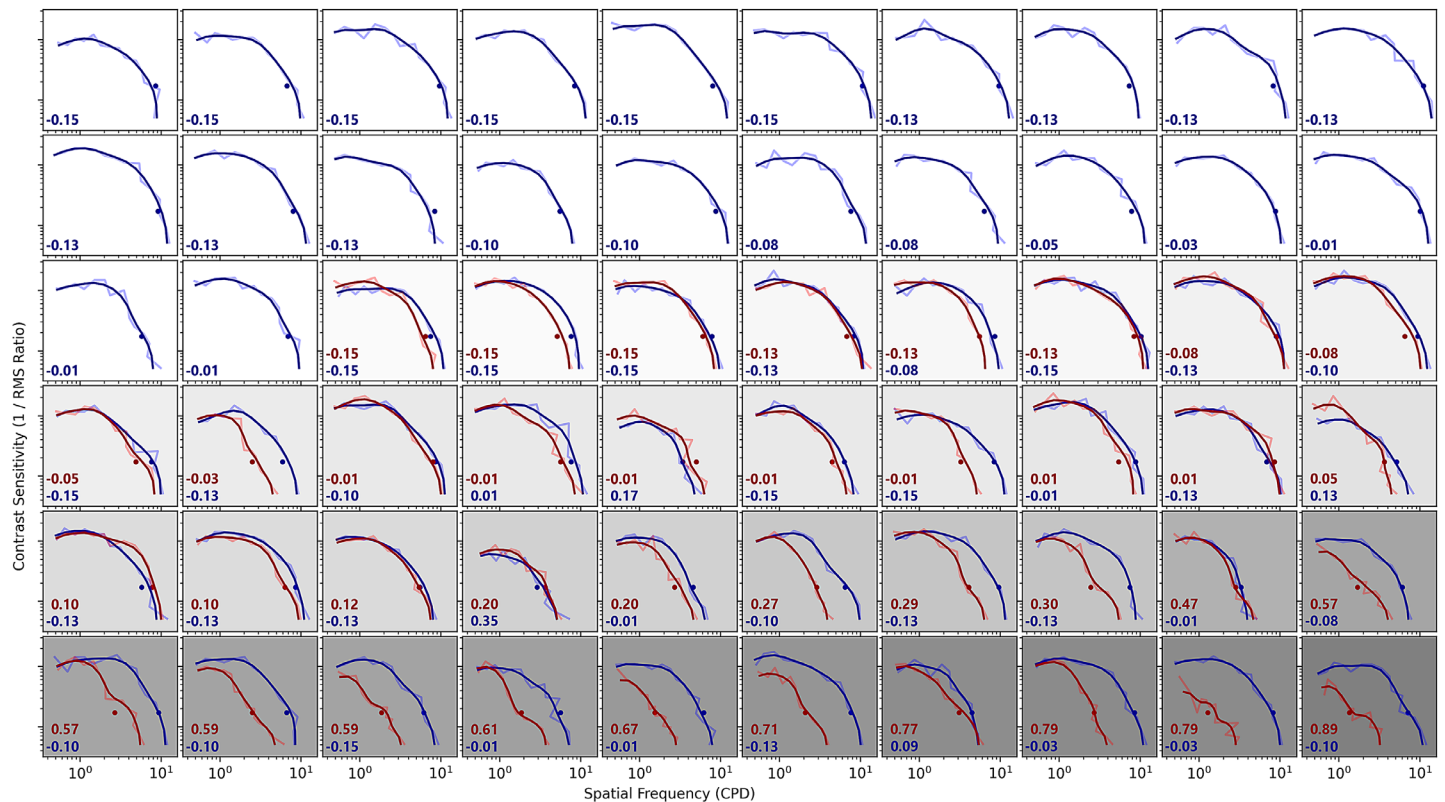 -0.15 -0.15 -0.15 -0.15 -0.15 -0.15 -0.13 -0.13 -0.13 -0.13
-0.13 -0.13 -0.13 -0.10 -0.10 -0.08 -0.08 -0.05 -0.03 -0.01
-0.15 -0.15 -0.15 -0.13 -0.13 -0.13 -0.08 -0.08
-0.01 -0.01 -0.15 -0.15 -0.15 -0.13 -0.08 -0.15 -0.13 -0.10
-0.05 -0.03 -0.01 -0.01 -0.01 -0.01 -0.01 0.01 0.01 0.05
-0.15 -0.13 -0.10 0.01 0.17 -0.15 -0.15 -0.01 -0.13 0.13
0.10 0.10 0.12 0.20 0.20 0.27 0.29 0.30 0.47 0.57
-0.13 -0.13 -0.13 0.35 -0.01 -0.10 -0.13 -0.13 -0.01 -0.08
0.57 0.59 0.59 0.61 0.67 0.71 0.77 0.79 0.79 0.89
-0.10 -0.10 -0.15 -0.01 -0.01 -0.13 0.09 -0.03 -0.03 -0.10
10⁰ 10¹ 10⁰ 10¹ 10⁰ 10¹ 10⁰ 10¹ 10⁰ 10¹ 10⁰ 10¹ 10⁰ 10¹ 10⁰ 10¹ 10⁰ 10¹ 10⁰ 10¹
Spatial Frequency (CPD)
Contrast Sensitivity (1 / RMS Ratio)